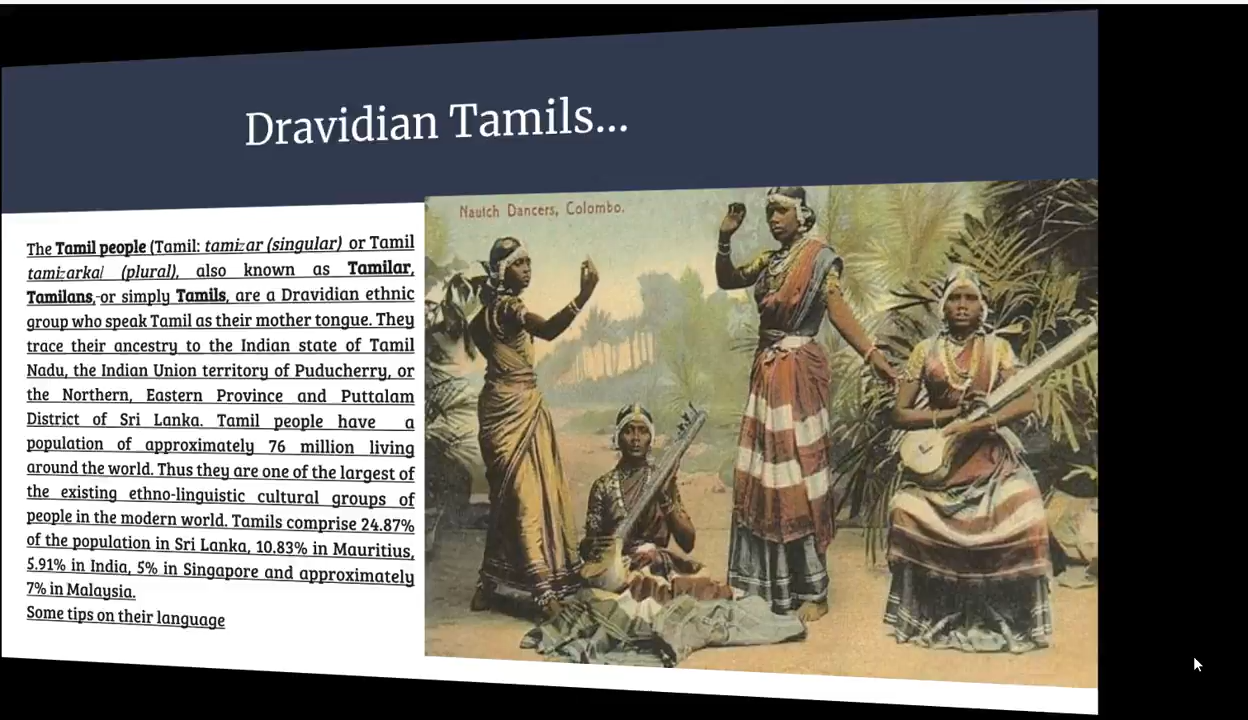 Dravidian Tamils...
Nautch Dancers, Colombo.
The Tamil people (Tamil: tamiẓar (singular) or Tamil
tamiẓarkaḷ (plural), also known as Tamilar,
Tamilans, or simply Tamils, are a Dravidian ethnic
group who speak Tamil as their mother tongue. They
trace their ancestry to the Indian state of Tamil
Nadu, the Indian Union territory of Puducherry, or
the Northern, Eastern Province and Puttalam
District of Sri Lanka. Tamil people have a
population of approximately 76 million living
around the world. Thus they are one of the largest of
the existing ethno-linguistic cultural groups of
people in the modern world. Tamils comprise 24.87%
of the population in Sri Lanka, 10.83% in Mauritius,
5.91% in India, 5% in Singapore and approximately
7% in Malaysia.
Some tips on their language